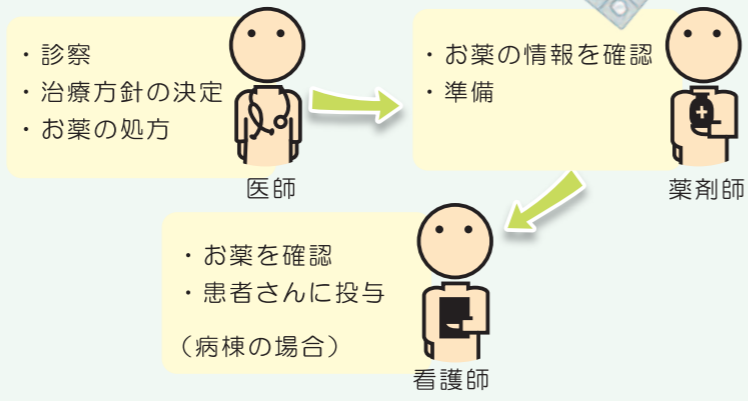 ・診察
・治療方針の決定
・お薬の処方
医師
・お薬の情報を確認
・準備
薬剤師
・お薬を確認
・患者さんに投与
（病棟の場合）
看護師